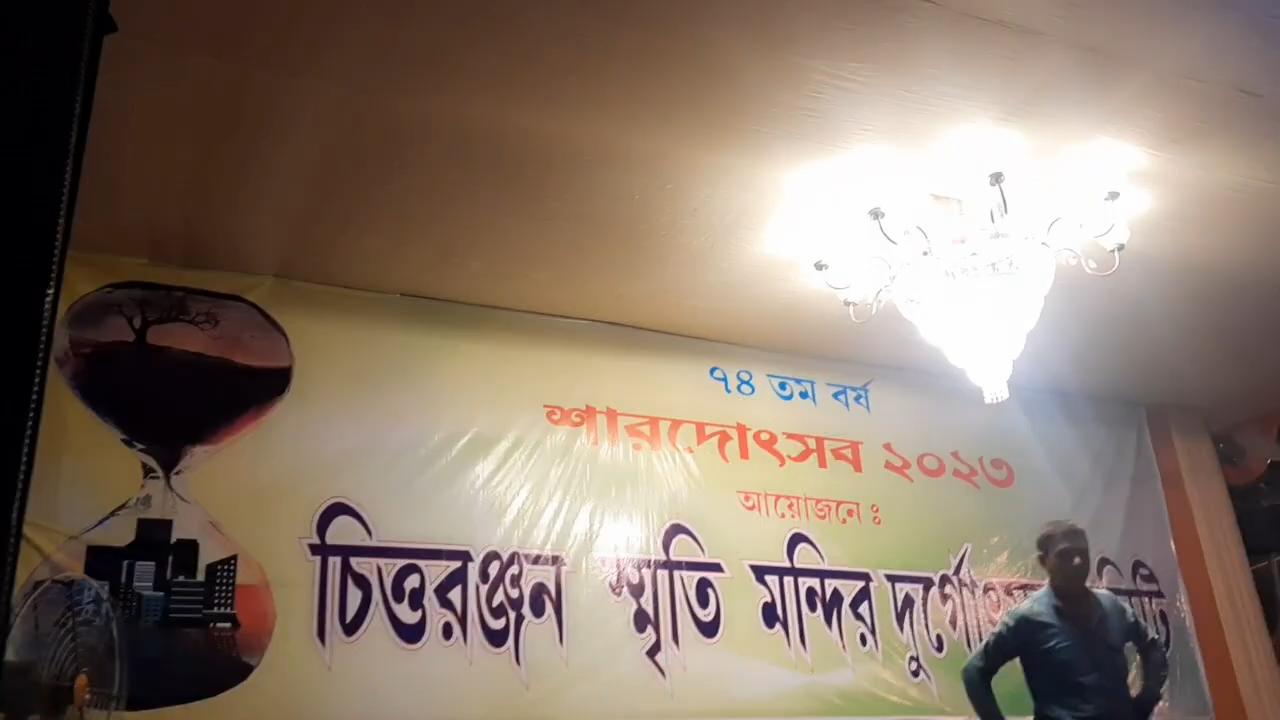 ৭৪ তম বর্ষ
শারদোৎসব ২০২৩
আয়োজনে ঃ
চিত্তরঞ্জন স্মৃতি মন্দির